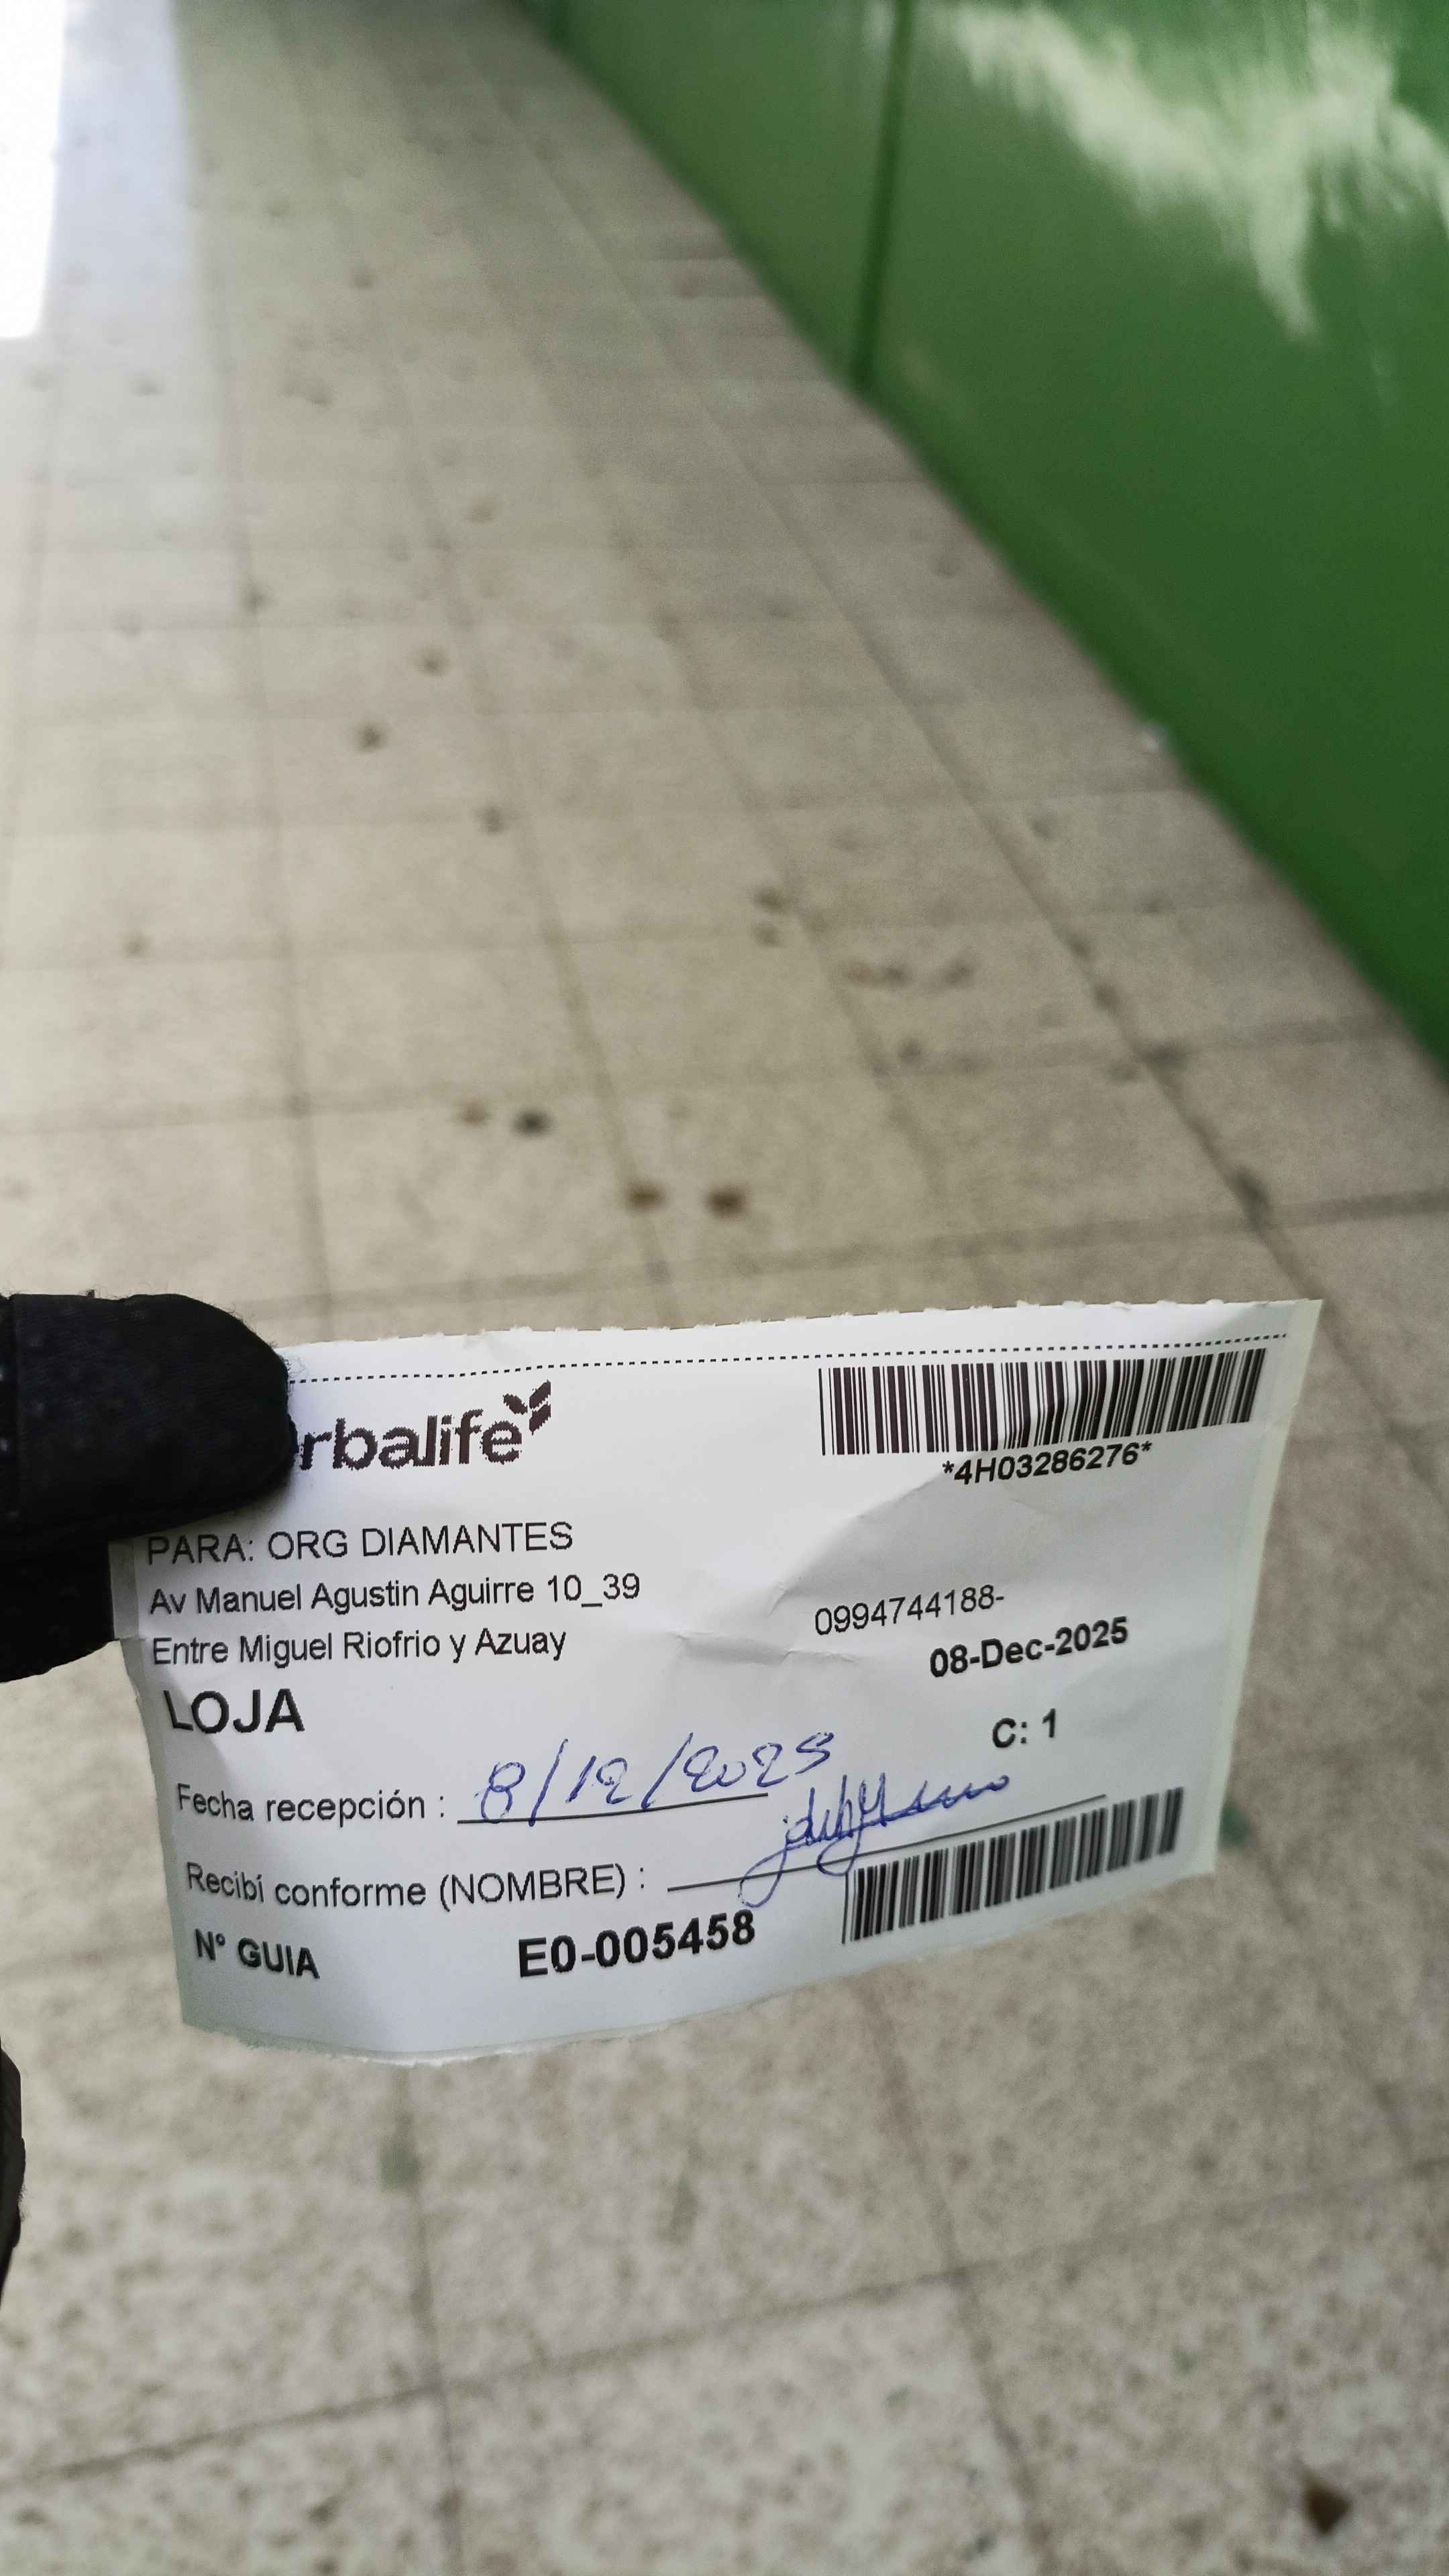 rbalife
*4H03286276*
PARA: ORG DIAMANTES
Av Manuel Agustin Aguirre 10_39
0994744188-
Entre Miguel Riofrio y Azuay
08-Dec-2025
LOJA
C: 1
Fecha recepción : 8/12/2025
Recibí conforme (NOMBRE) :
N° GUIA E0-005458